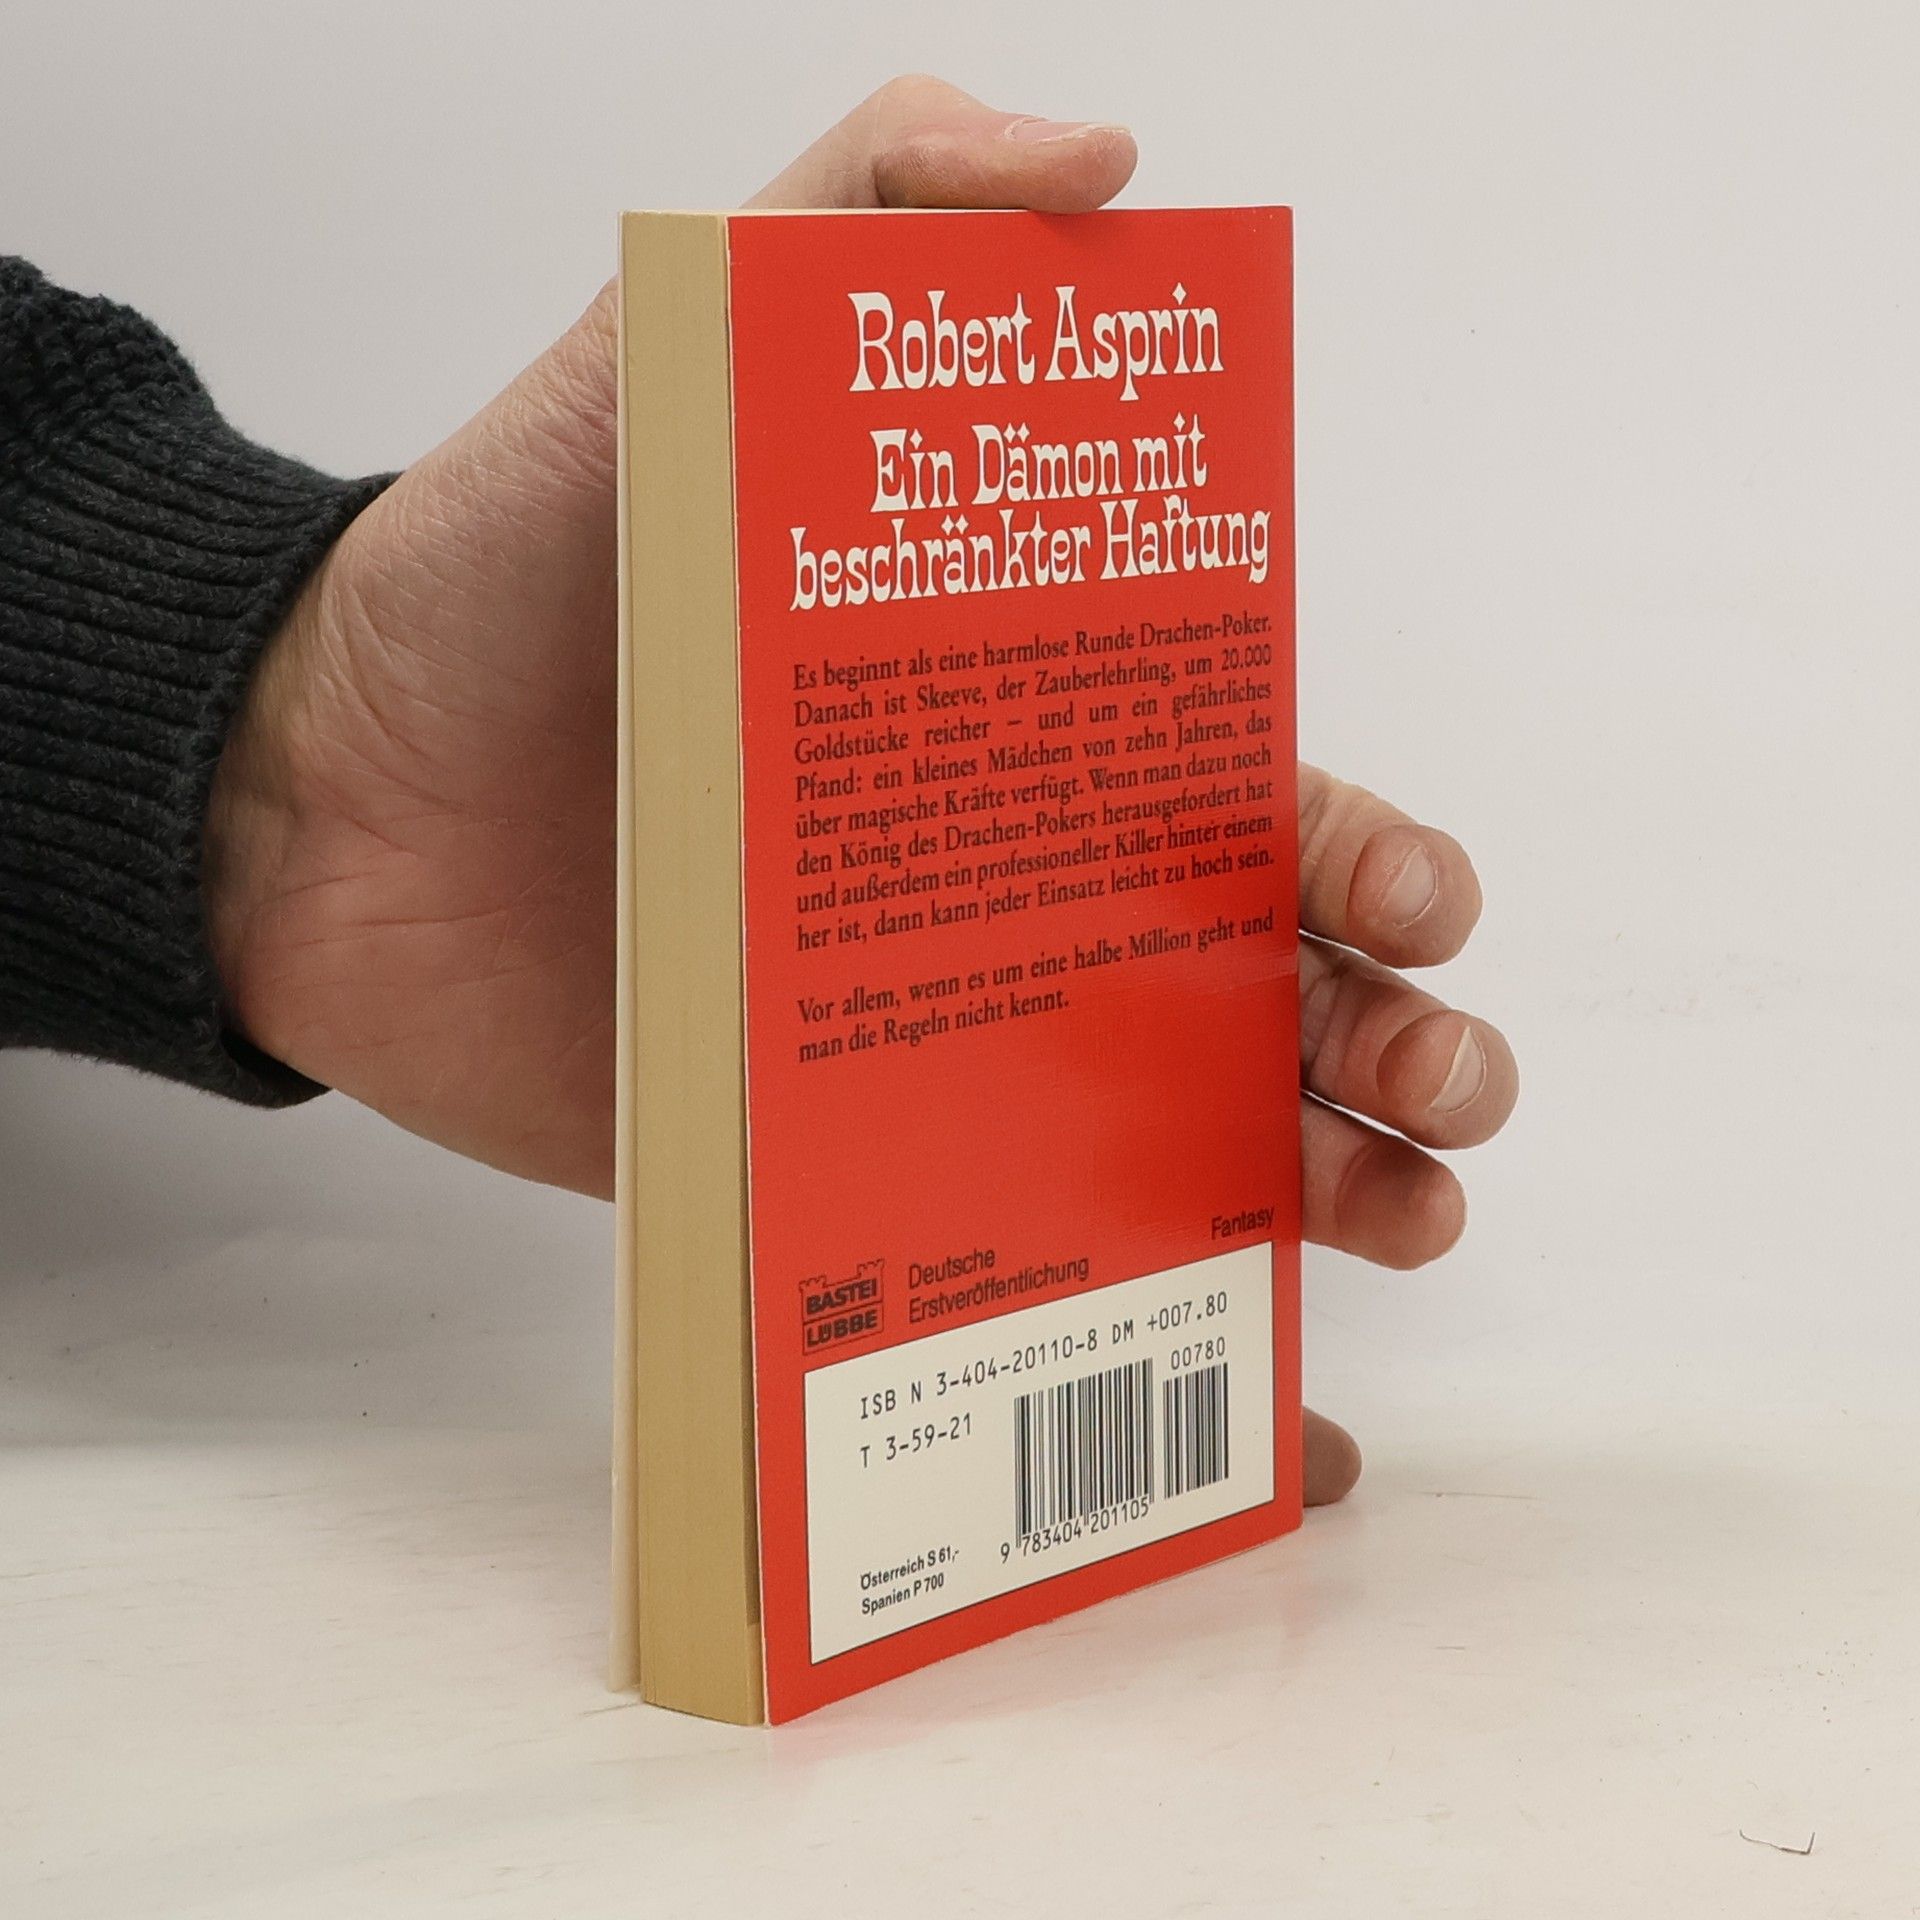 Robert Asprin
Ein Dämon mit
beschränkter Haftung
Es beginnt als eine harmlose Runde Drachen-Poker.
Danach ist Skeeve, der Zauberlehrling, um 20.000
Goldstücke reicher – und um ein gefährliches
Pfand: ein kleines Mädchen von zehn Jahren, das
über magische Kräfte verfügt. Wenn man dazu noch
den König des Drachen-Pokers herausgefordert hat
und außerdem ein professioneller Killer hinter einem
her ist, dann kann jeder Einsatz leicht zu hoch sein.
Vor allem, wenn es um eine halbe Million geht und
man die Regeln nicht kennt.
Fantasy
BASTEI
LÜBBE
Deutsche
Erstveröffentlichung
ISB N 3-404-20110-8 DM +007.80
00780
T 3-59-21
9 783404 201105
Österreich S 61,-
Spanien P 700